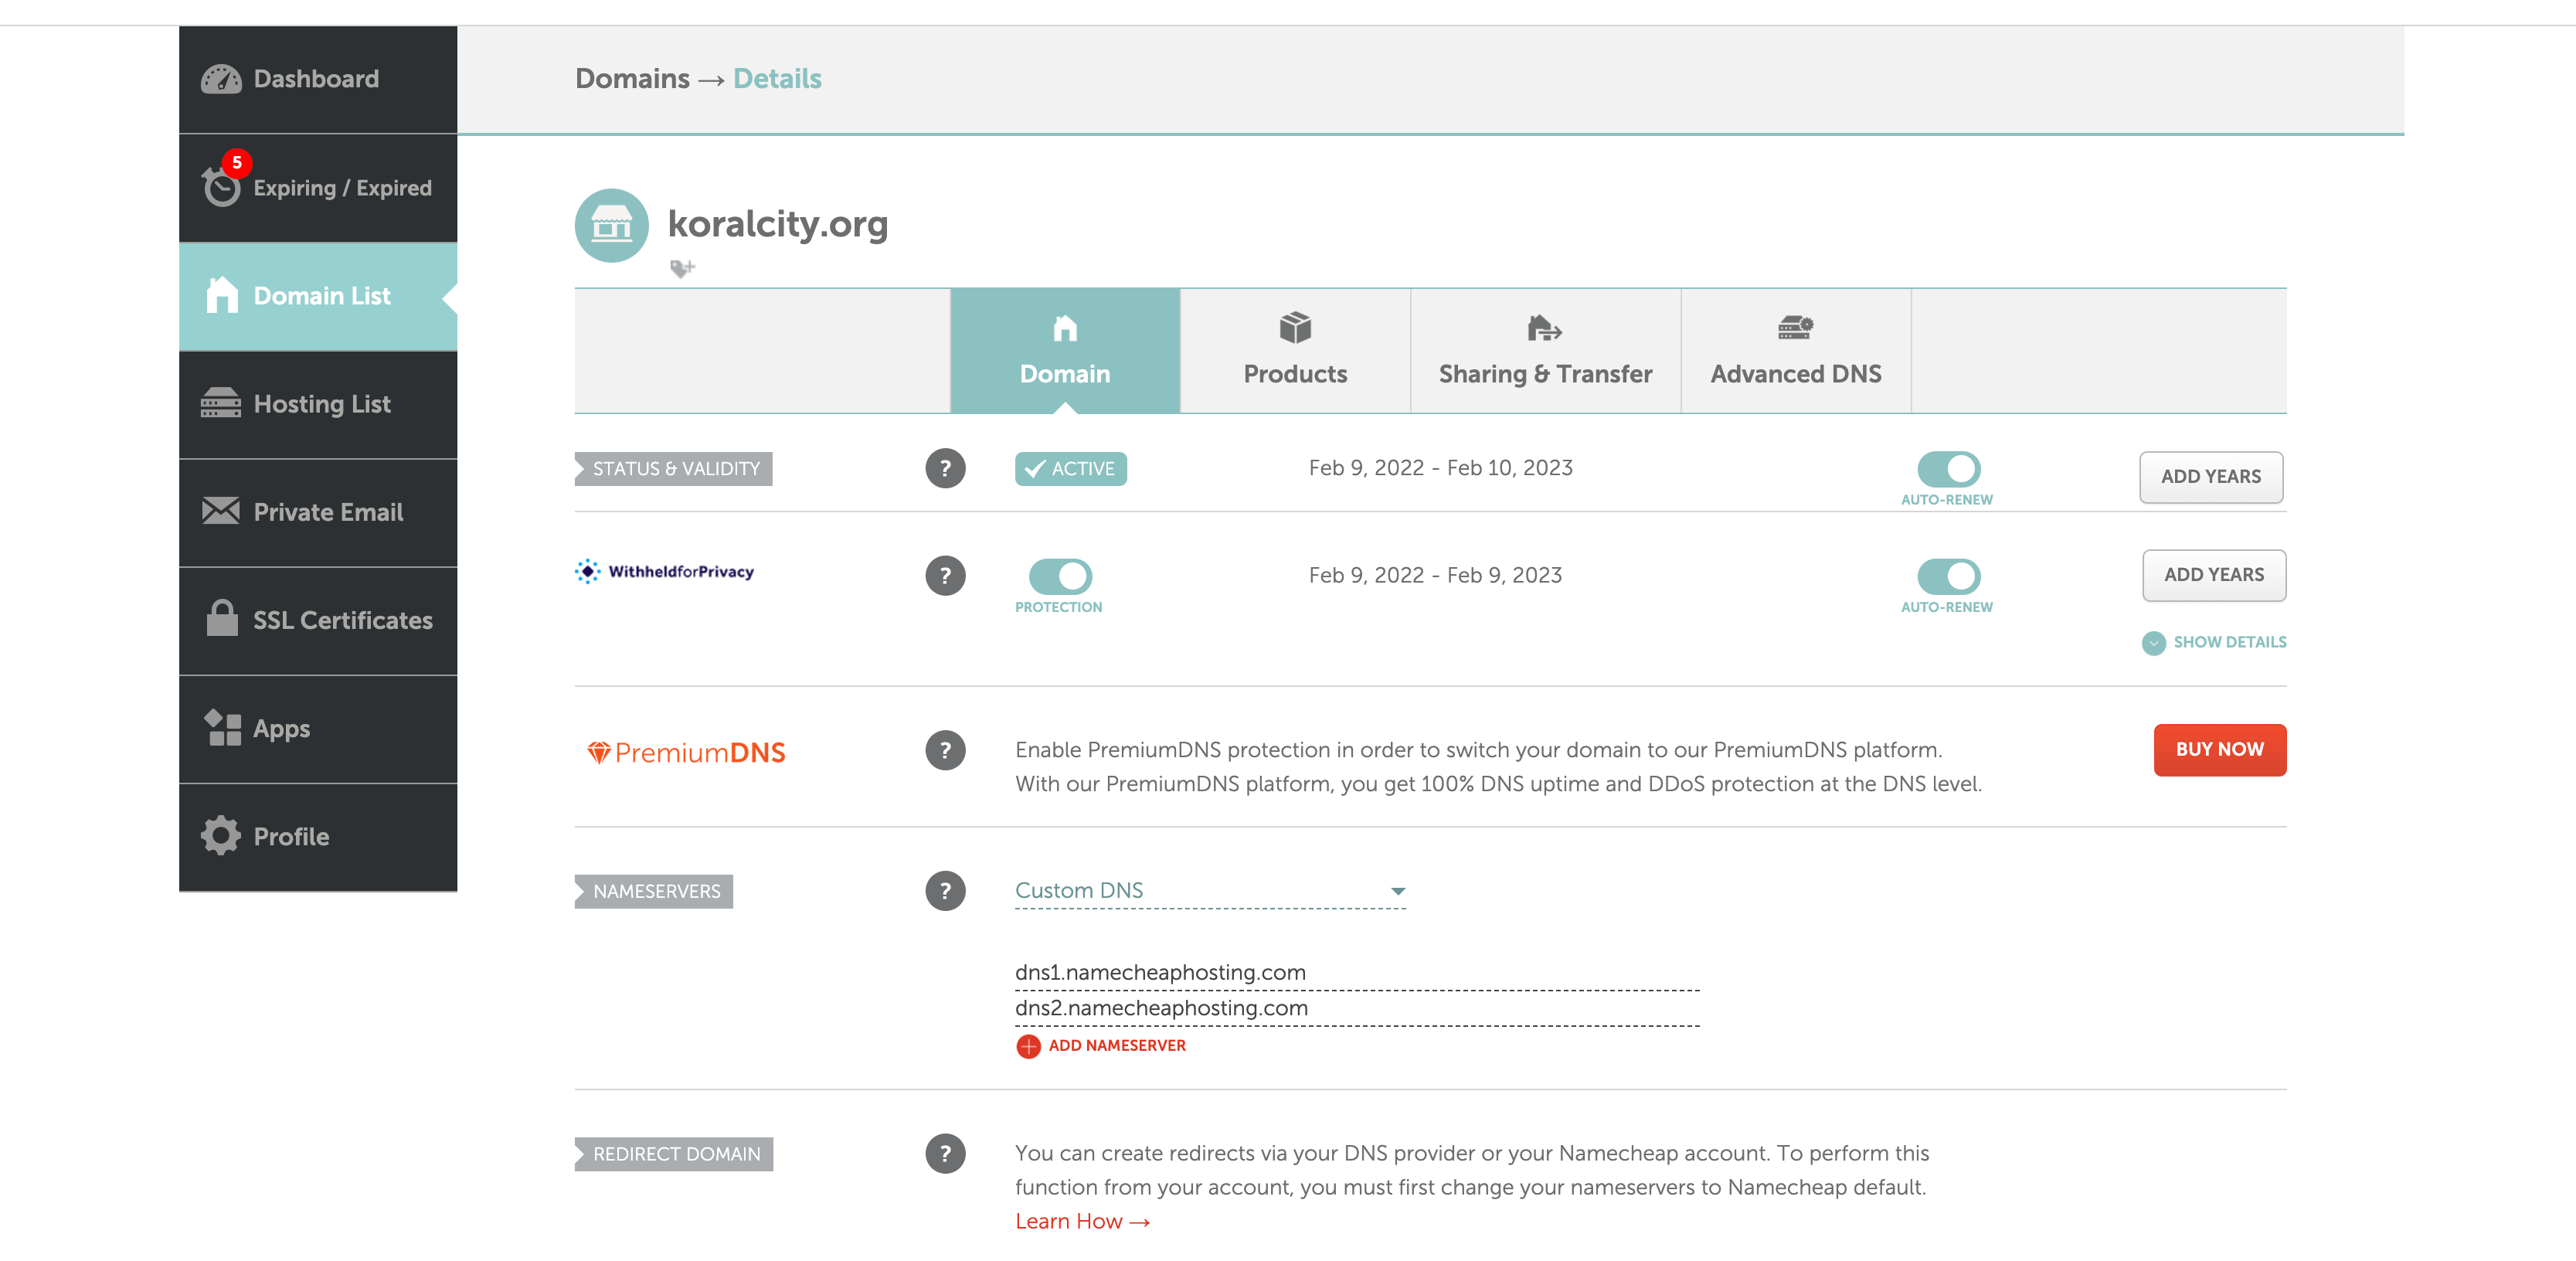 Dashboard
5
Expiring / Expired
Domain List
Hosting List
Private Email
SSL Certificates
Apps
Profile
Domains → Details
koralcity.org
Domain
Products
Sharing & Transfer
Advanced DNS
STATUS & VALIDITY
?
ACTIVE
Feb 9, 2022 - Feb 10, 2023
AUTO-RENEW
ADD YEARS
WithheldforPrivacy
?
PROTECTION
Feb 9, 2022 - Feb 9, 2023
AUTO-RENEW
ADD YEARS
SHOW DETAILS
PremiumDNS
?
Enable PremiumDNS protection in order to switch your domain to our PremiumDNS platform.
With our PremiumDNS platform, you get 100% DNS uptime and DDoS protection at the DNS level.
BUY NOW
NAMESERVERS
?
Custom DNS
dns1.namecheaphosting.com
dns2.namecheaphosting.com
ADD NAMESERVER
REDIRECT DOMAIN
?
You can create redirects via your DNS provider or your Namecheap account. To perform this
function from your account, you must first change your nameservers to Namecheap default.
Learn How →